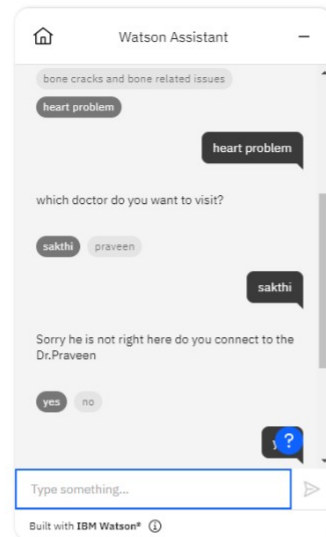 Watson Assistant
bone cracks and bone related issues
heart problem
heart problem
which doctor do you want to visit?
sakthi praveen
sakthi
Sorry he is not right here do you connect to the
Dr.Praveen
yes no
?
Type something...
Built with IBM Watson®